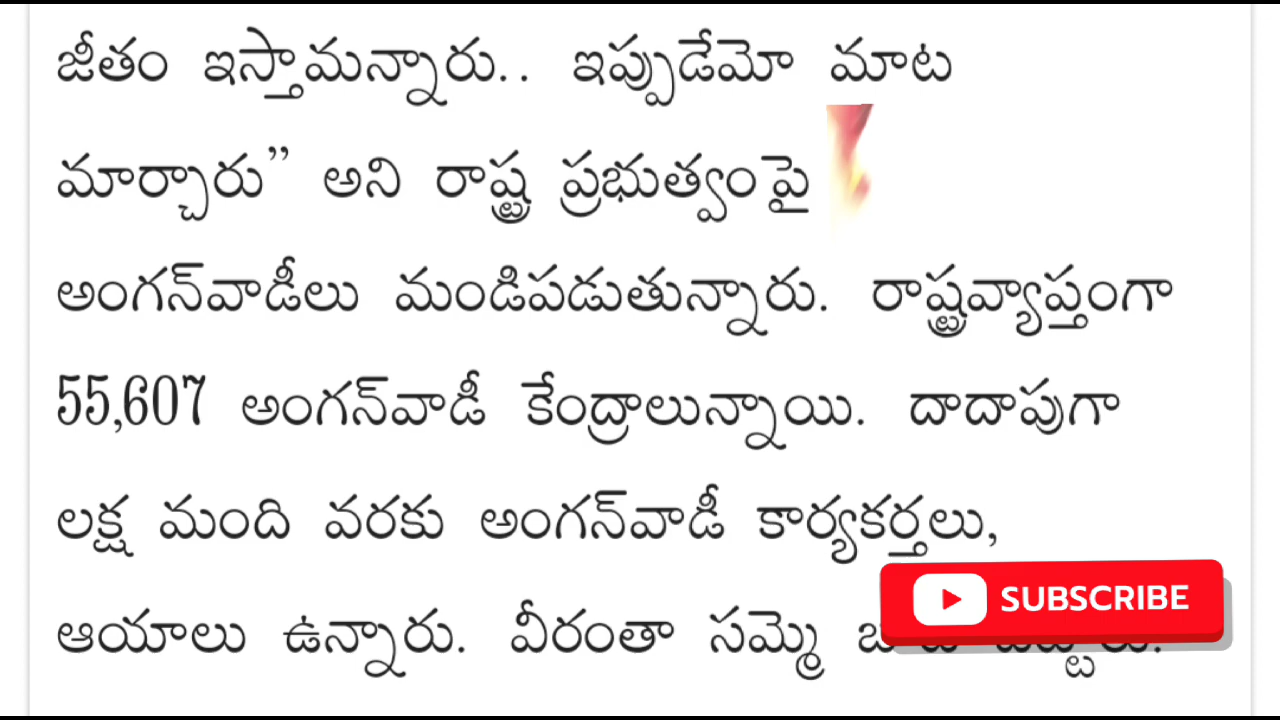 జీతం ఇస్తామన్నారు.. ఇప్పుడేమో మాట
మార్చారు” అని రాష్ట్ర ప్రభుత్వంపై
అంగన్‌వాడీలు మండిపడుతున్నారు. రాష్ట్రవ్యాప్తంగా
55,607 అంగన్‌వాడీ కేంద్రాలున్నాయి. దాదాపుగా
లక్ష మంది వరకు అంగన్‌వాడీ కార్యకర్తలు,
ఆయాలు ఉన్నారు. వీరంతా సమ్మె
SUBSCRIBE